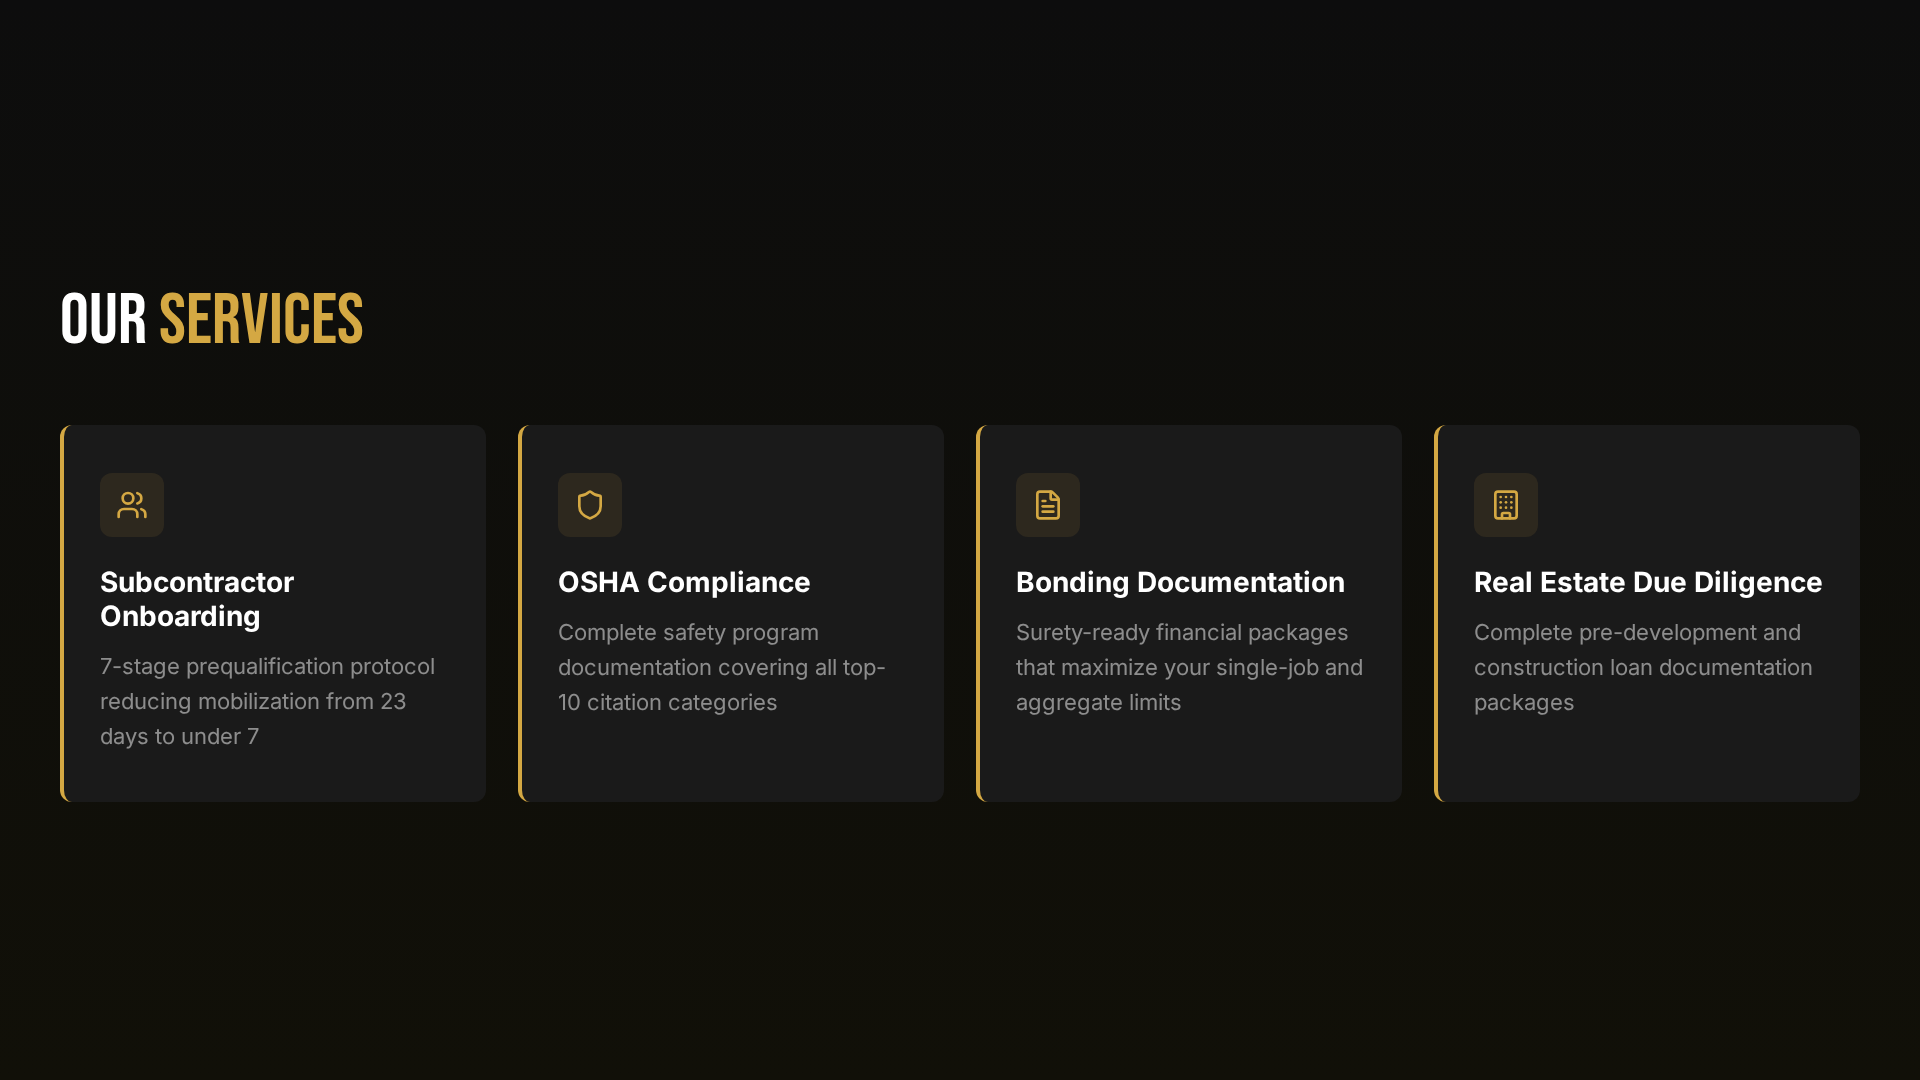 OUR SERVICES
Subcontractor
Onboarding
7-stage prequalification protocol
reducing mobilization from 23
days to under 7
OSHA Compliance
Complete safety program
documentation covering all top-
10 citation categories
Bonding Documentation
Surety-ready financial packages
that maximize your single-job and
aggregate limits
Real Estate Due Diligence
Complete pre-development and
construction loan documentation
packages